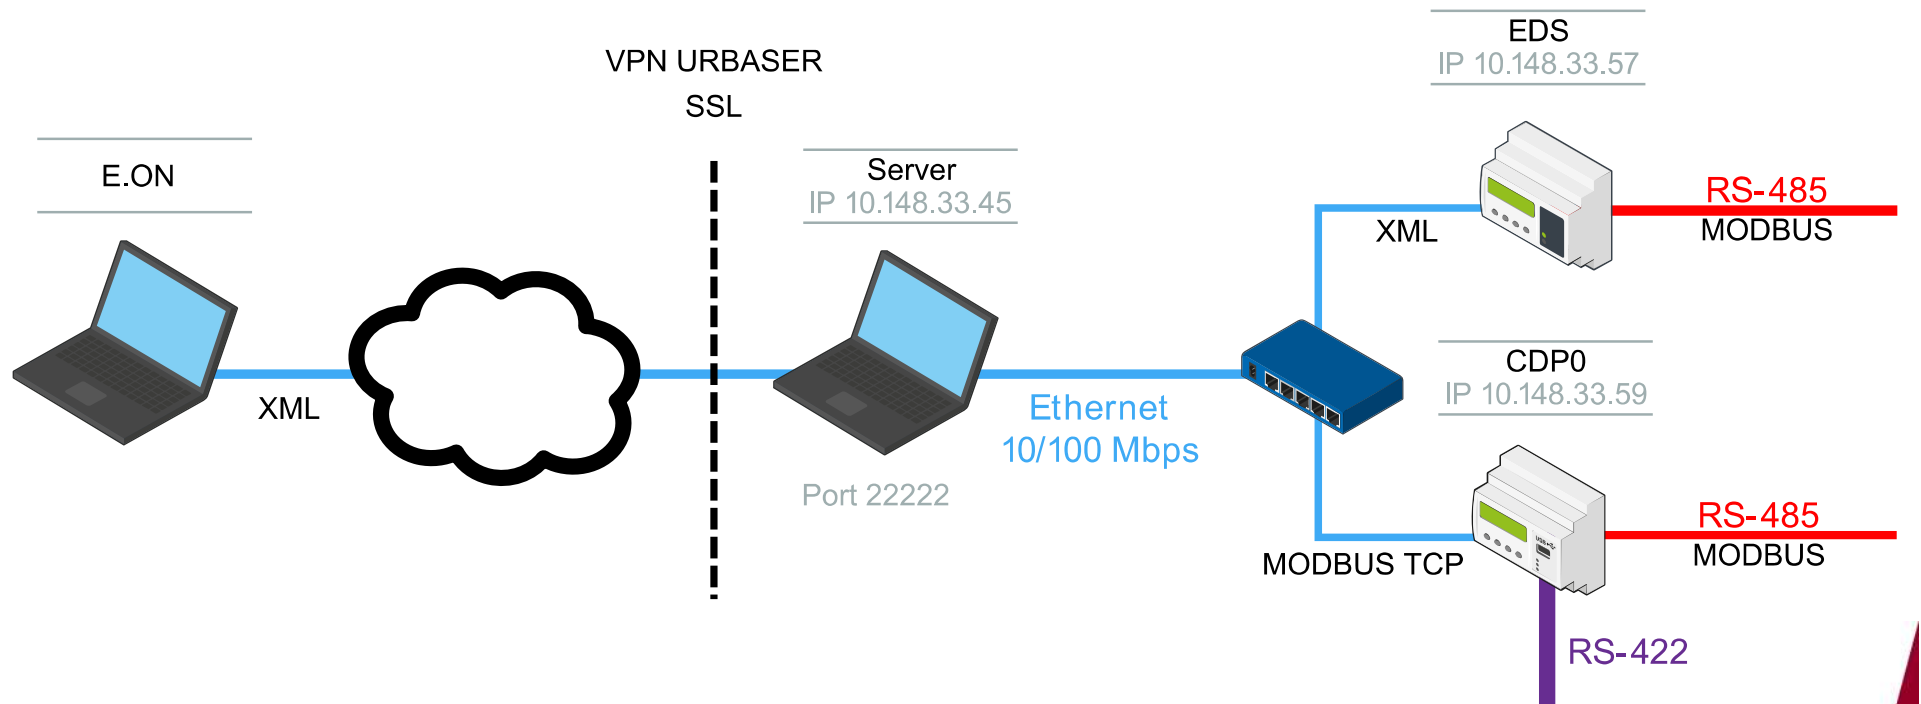 E.ON
XML
VPN URBASER
SSL
Server
IP 10.148.33.45
Port 22222
Ethernet
10/100 Mbps
EDS
IP 10.148.33.57
XML
RS-485
MODBUS
CDP0
IP 10.148.33.59
MODBUS TCP
USB
RS-485
MODBUS
RS-422